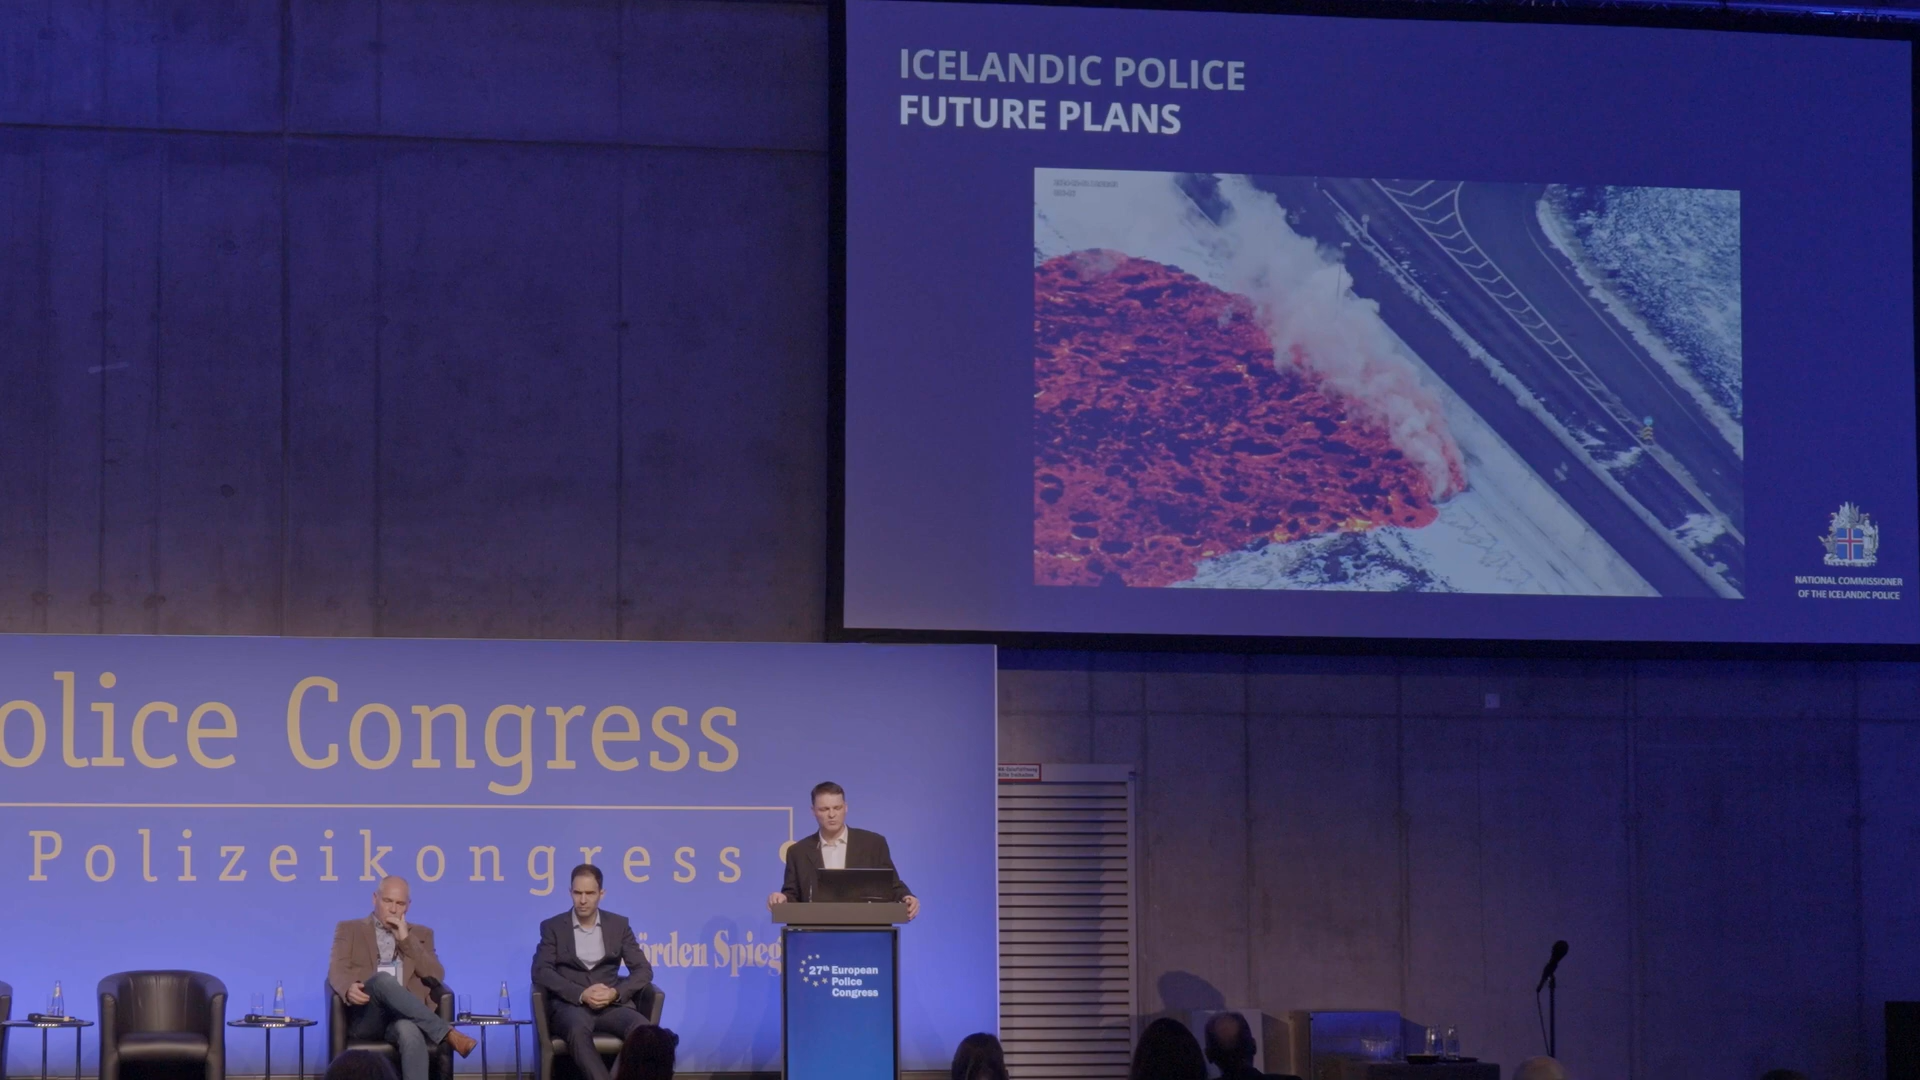 ICELANDIC POLICE
FUTURE PLANS
NATIONAL COMMISSIONER
OF THE ICELANDIC POLICE
olice Congress
Polizeikongress
örden Spieg
27th European
Police
Congress